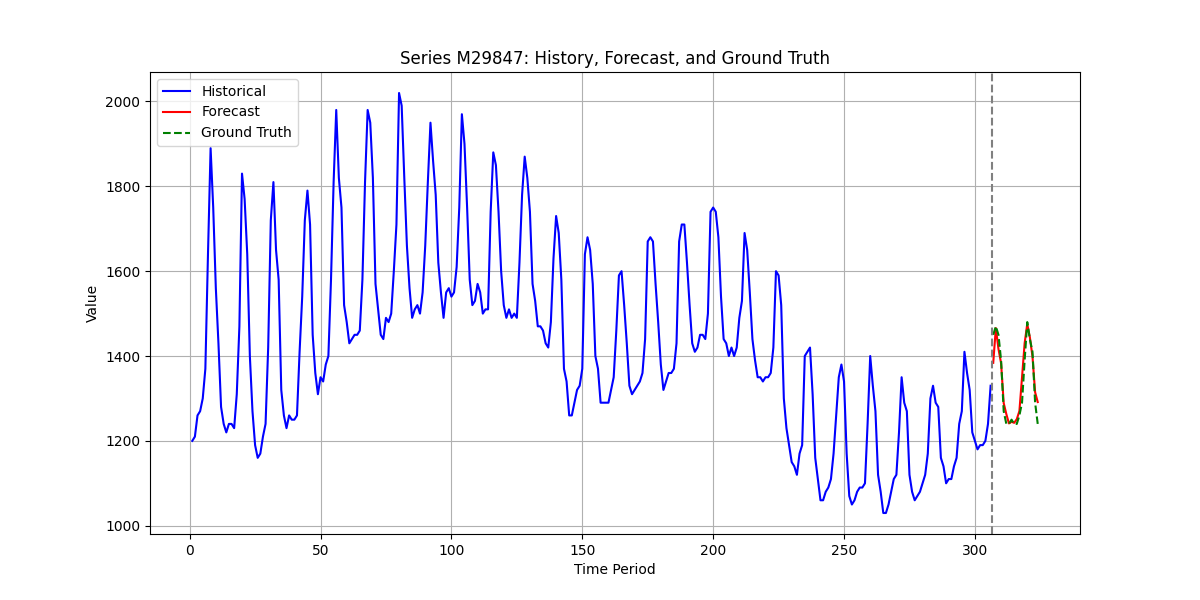 Series M29847: History, Forecast, and Ground Truth
Historical
Forecast
Ground Truth
2000
1800
1600
1400
1200
1000
Value
0 50 100 150 200 250 300
Time Period